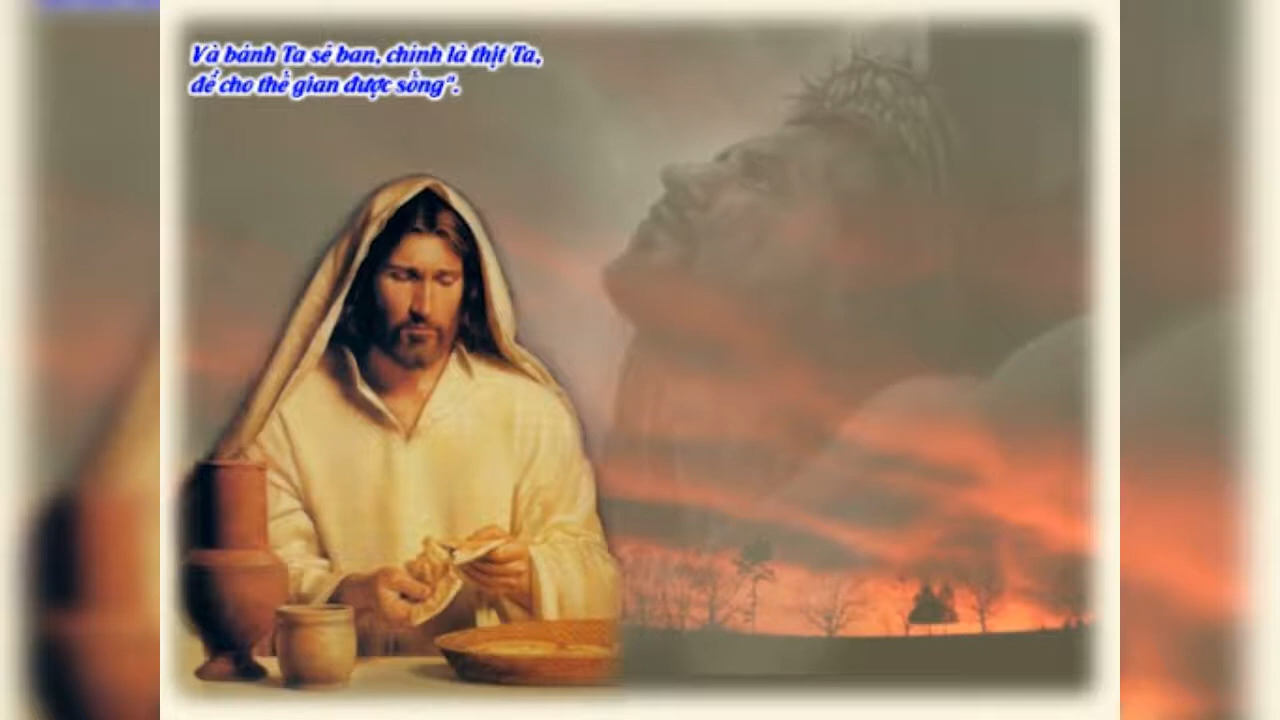 Và bánh Ta sẽ ban, chính là thịt Ta,
để cho thế gian được sống".